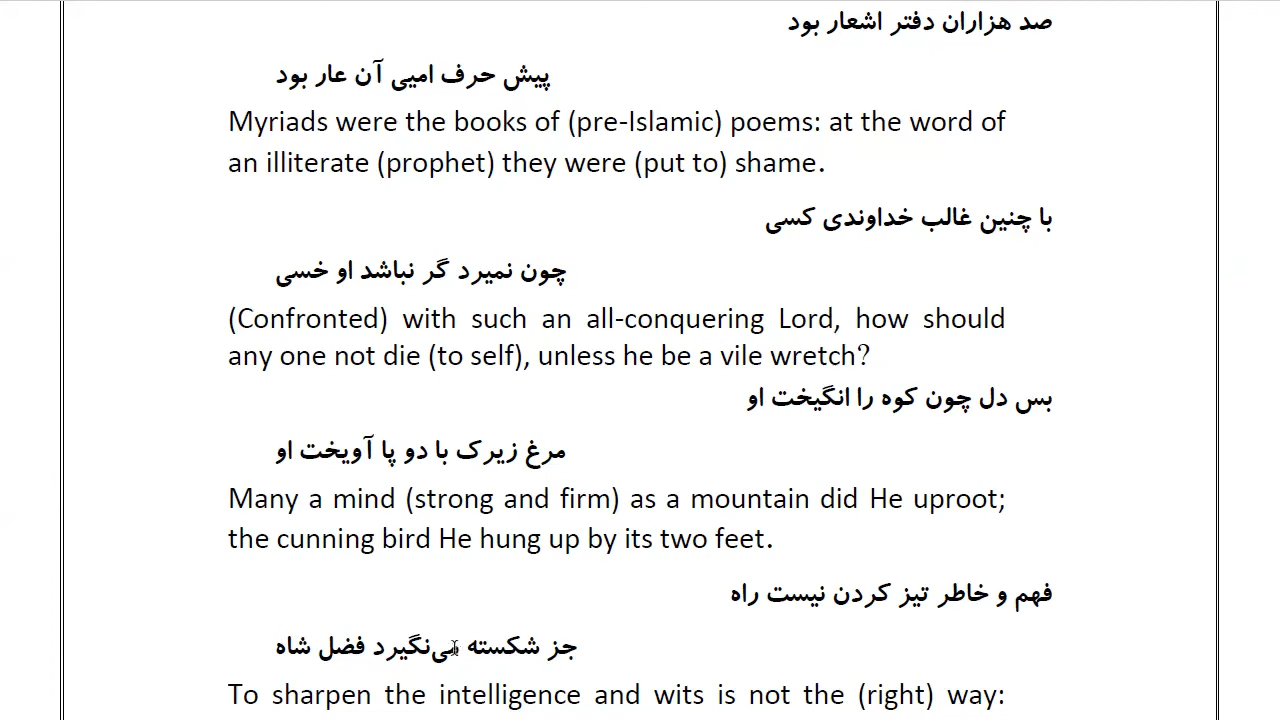 صد هزاران دفتر اشعار بود
پیش حرف امیی آن عار بود
Myriads were the books of (pre-Islamic) poems: at the word of
an illiterate (prophet) they were (put to) shame.
با چنین غالب خداوندی کسی
چون نمیرد گر نباشد او خسی
(Confronted) with such an all-conquering Lord, how should
any one not die (to self), unless he be a vile wretch?
بس دل چون کوه را انگیخت او
مرغ زیرک با دو پا آویخت او
Many a mind (strong and firm) as a mountain did He uproot;
the cunning bird He hung up by its two feet.
فهم و خاطر تیز کردن نیست راه
جز شکسته می‌نگیرد فضل شاه
To sharpen the intelligence and wits is not the (right) way: